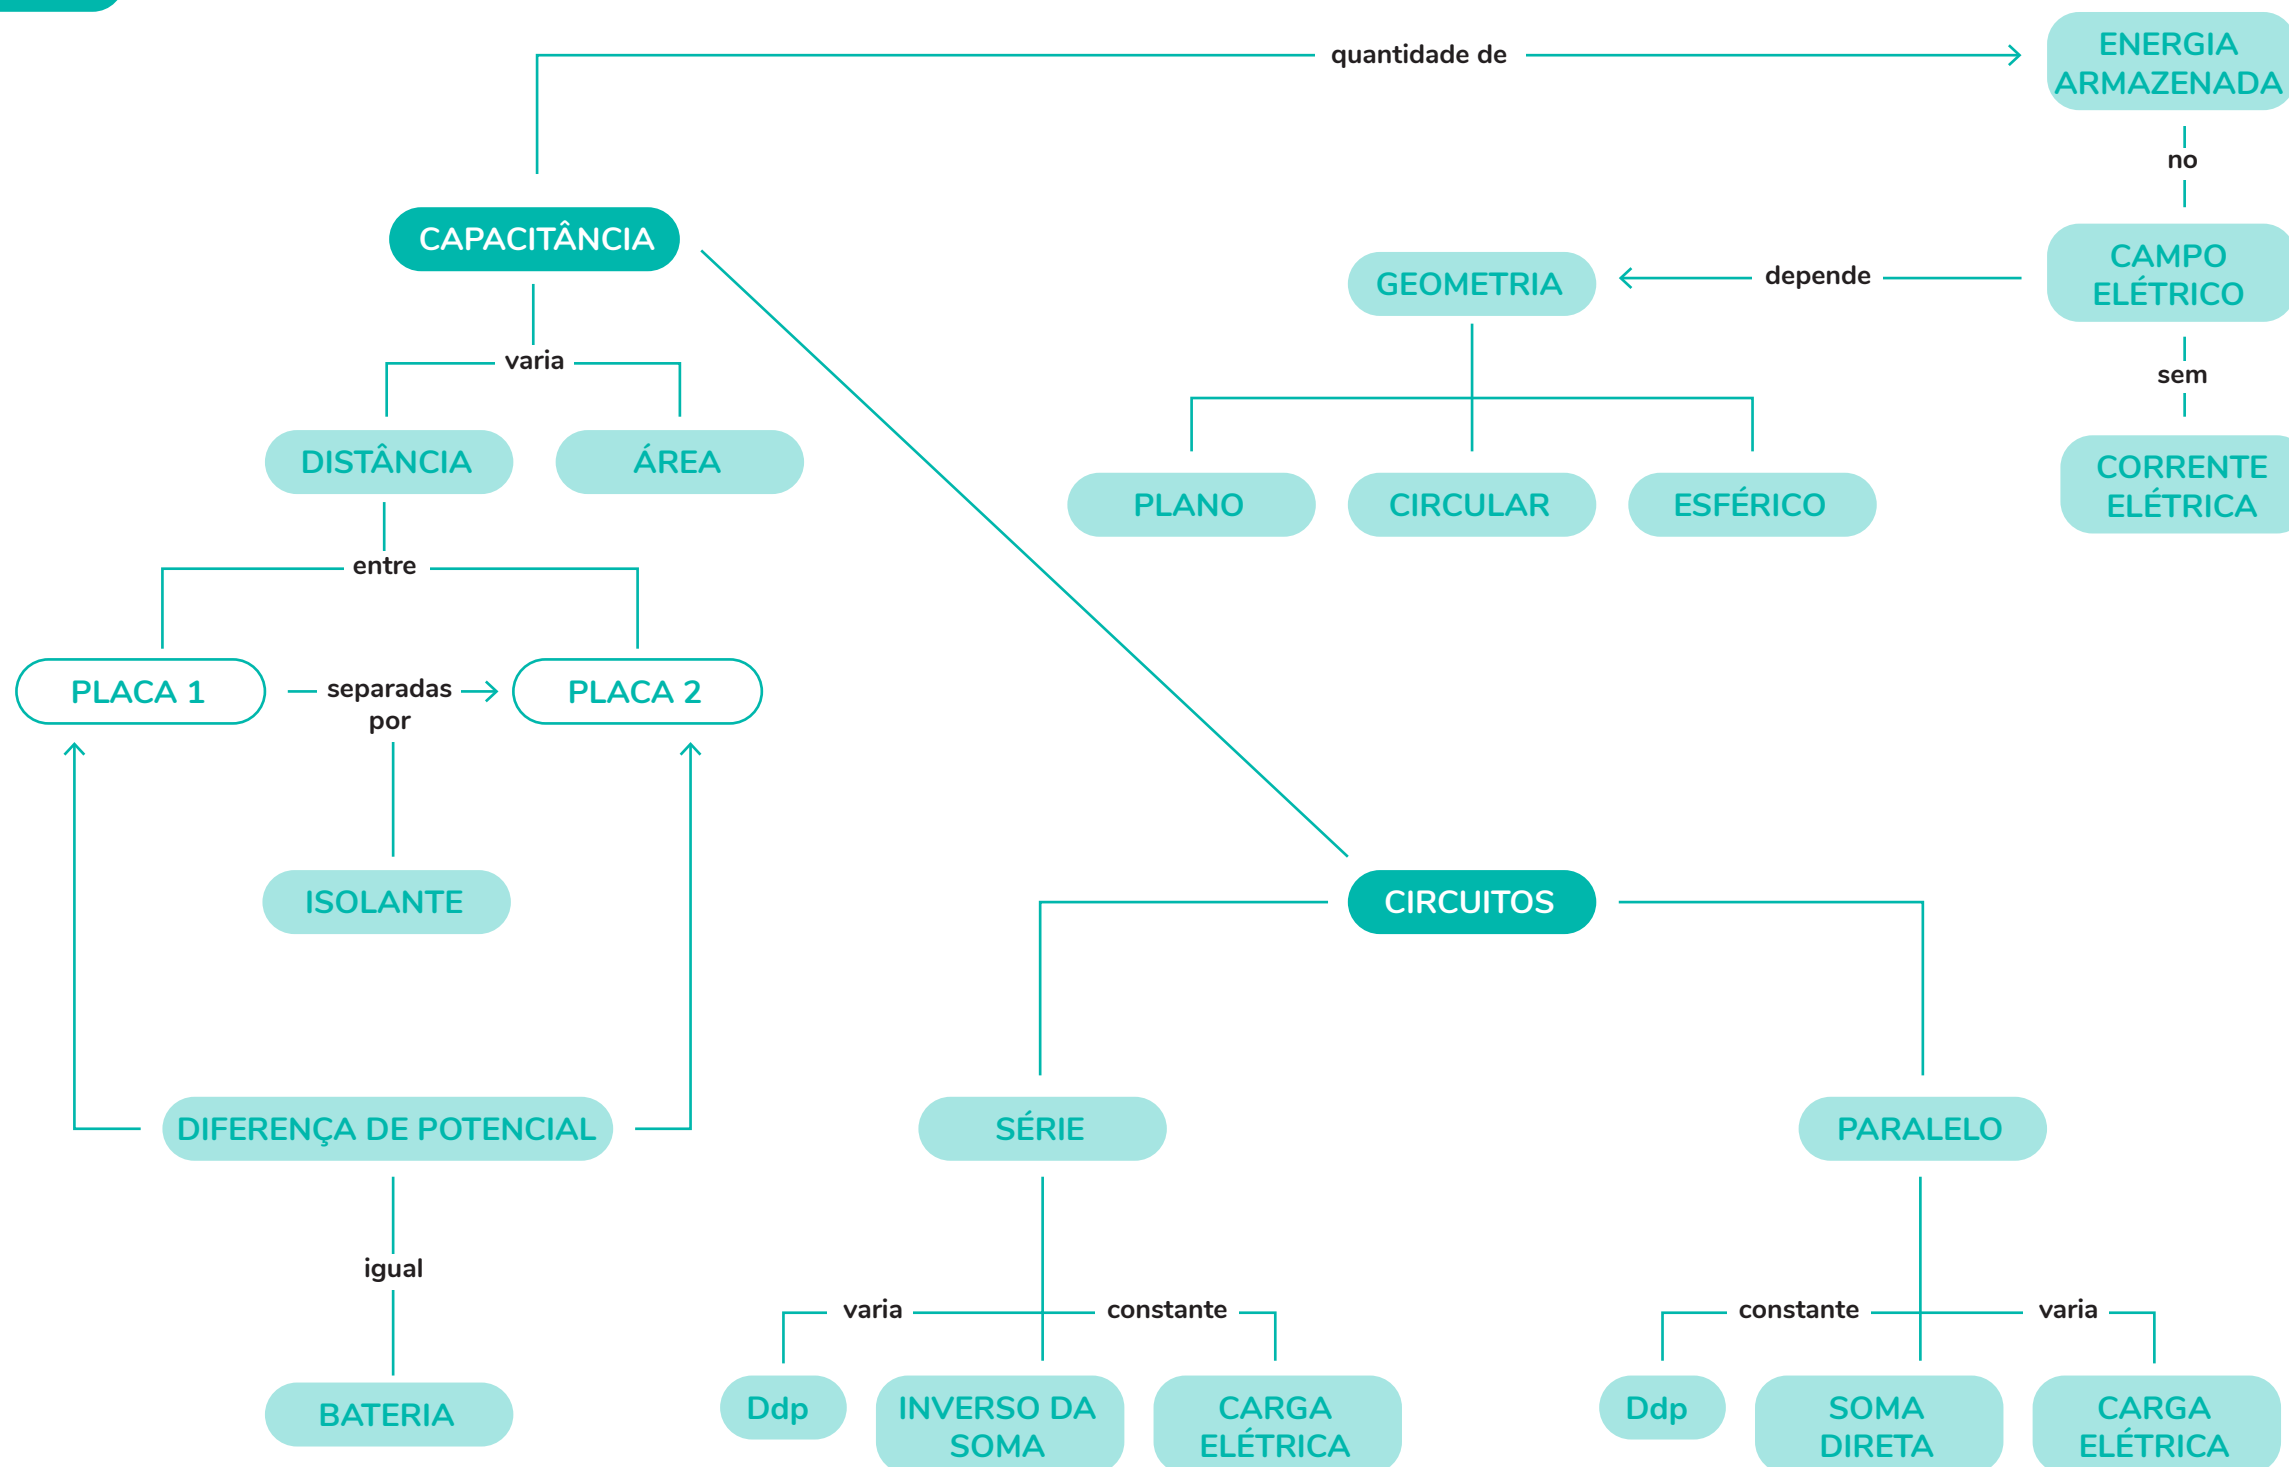 quantidade de
ENERGIA
ARMAZENADA
no
CAPACITÂNCIA
CAMPO
ELÉTRICO
depende
GEOMETRIA
sem
varia
DISTÂNCIA
ÁREA
CORRENTE
ELÉTRICA
PLANO
CIRCULAR
ESFÉRICO
entre
PLACA 1
separadas
por
PLACA 2
ISOLANTE
CIRCUITOS
DIFERENÇA DE POTENCIAL
SÉRIE
PARALELO
igual
varia
constante
constante
varia
BATERIA
Ddp
INVERSO DA
SOMA
CARGA
ELÉTRICA
Ddp
SOMA
DIRETA
CARGA
ELÉTRICA